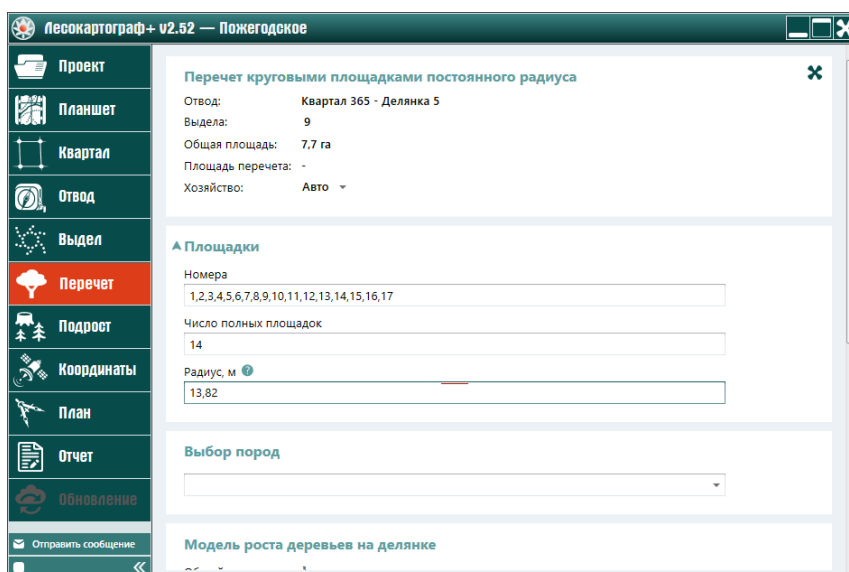 Лесокартограф+ v2.52 — Пожегодское
Проект
Планшет
Квартал
Отвод
Выдел
Перечет
Подрост
Координаты
План
Отчет
Обновление
Отправить сообщение
Перечет круговыми площадками постоянного радиуса
Отвод: Квартал 365 - Делянка 5
Выдела: 9
Общая площадь: 7,7 га
Площадь перечета: -
Хозяйство: Авто
Площадки
Номера
1,2,3,4,5,6,7,8,9,10,11,12,13,14,15,16,17
Число полных площадок
14
Радиус, м ?
13,82
Выбор пород
Модель роста деревьев на делянке